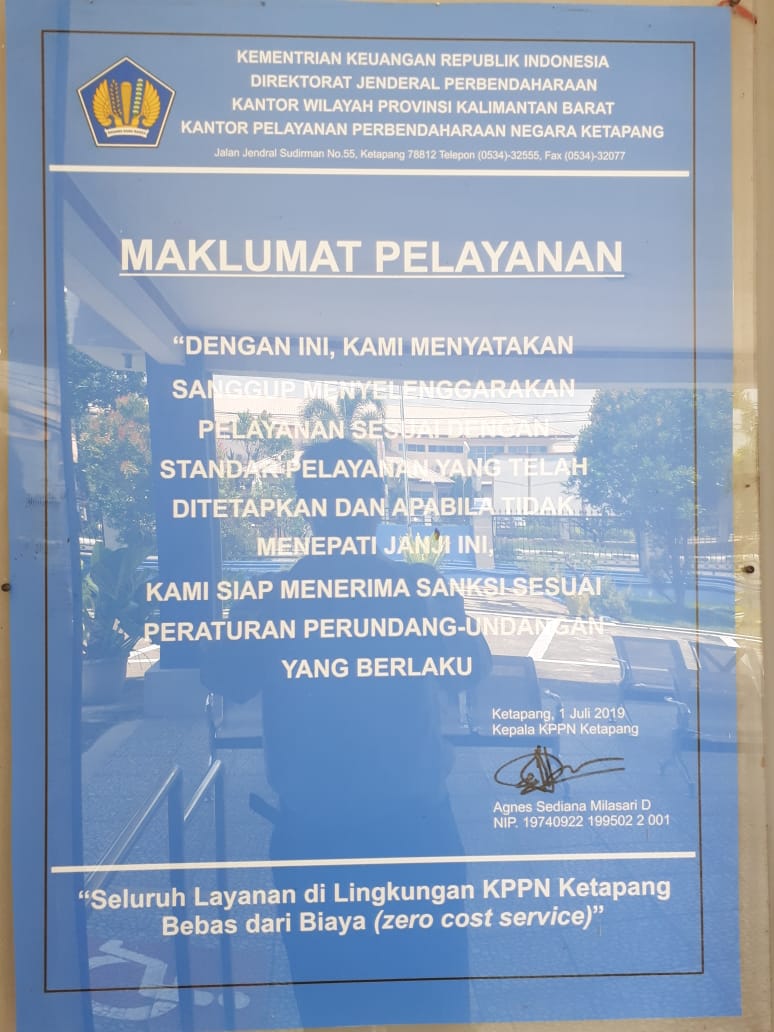 KEMENTRIAN KEUANGAN REPUBLIK INDONESIA
DIREKTORAT JENDERAL PERBENDAHARAAN
KANTOR WILAYAH PROVINSI KALIMANTAN BARAT
KANTOR PELAYANAN PERBENDAHARAAN NEGARA KETAPANG
Jalan Jendral Sudirman No.55, Ketapang 78812 Telepon (0534)-32555, Fax (0534)-32077
MAKLUMAT PELAYANAN
“DENGAN INI, KAMI MENYATAKAN
SANGGUP MENYELENGGARAKAN
PELAYANAN SESUAI DENGAN
STANDAR PELAYANAN YANG TELAH
DITETAPKAN DAN APABILA TIDAK
MENEPATI JANJI INI,
KAMI SIAP MENERIMA SANKSI SESUAI
PERATURAN PERUNDANG-UNDANGAN
YANG BERLAKU
Ketapang, 1 Juli 2019
Kepala KPPN Ketapang
Agnes Sediana Milasari D
NIP. 19740922 199502 2 001
“Seluruh Layanan di Lingkungan KPPN Ketapang
Bebas dari Biaya (zero cost service)”